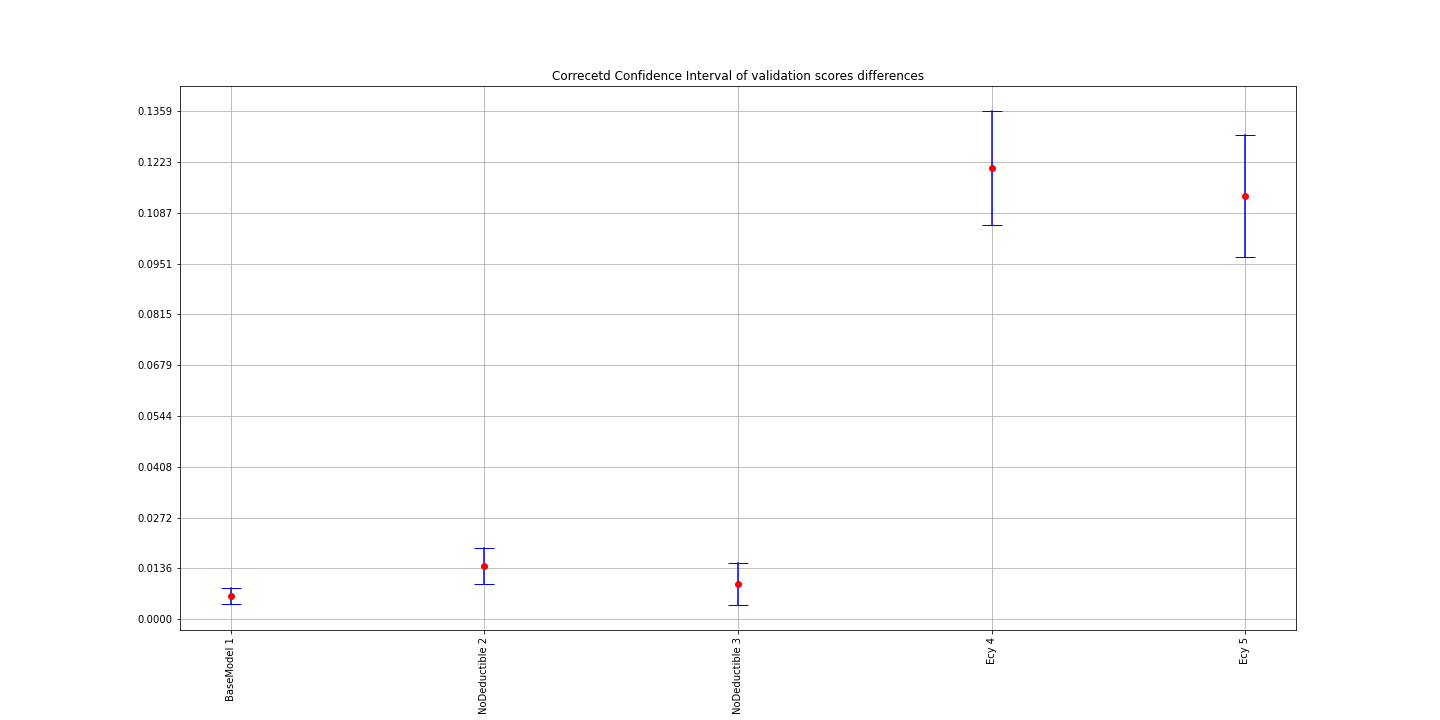 Correcetd Confidence Interval of validation scores differences
0.1359
0.1223
0.1087
0.0951
0.0815
0.0679
0.0544
0.0408
0.0272
0.0136
0.0000
BaseModel 1
NoDeductible 2
NoDeductible 3
Ecy 4
Ecy 5